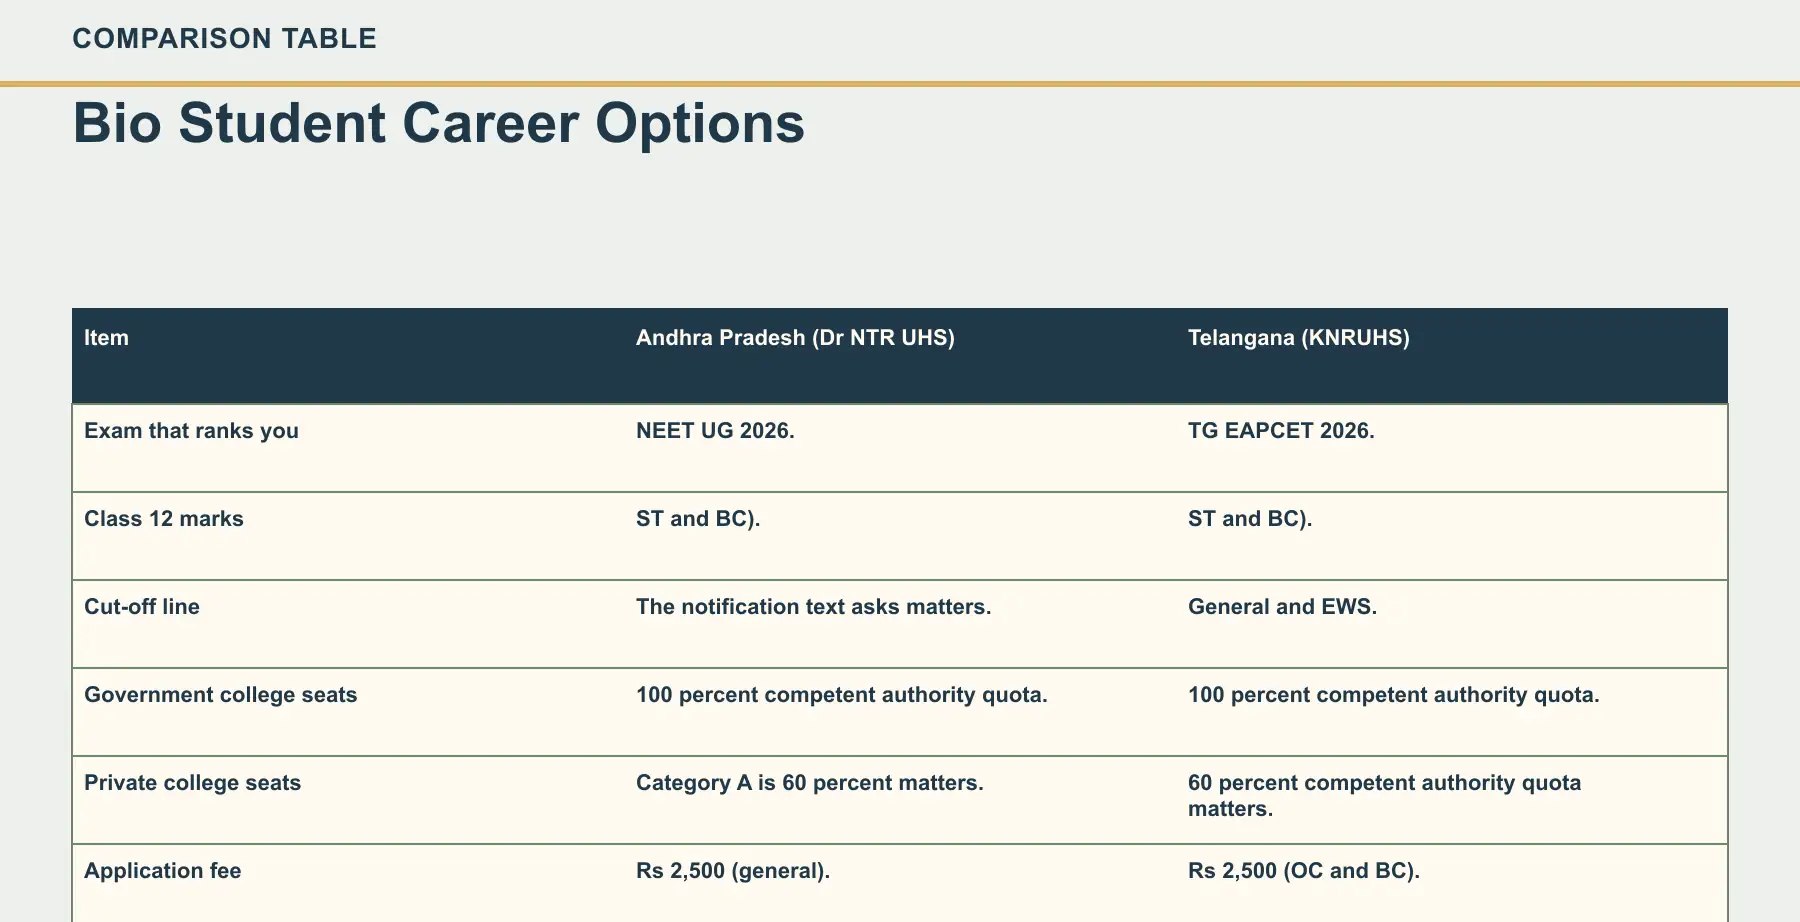 COMPARISON TABLE
Bio Student Career Options
Item Andhra Pradesh (Dr NTR UHS) Telangana (KNRUHS)
Exam that ranks you NEET UG 2026. TG EAPCET 2026.
Class 12 marks ST and BC). ST and BC).
Cut-off line The notification text asks matters. General and EWS.
Government college seats 100 percent competent authority quota. 100 percent competent authority quota.
Private college seats Category A is 60 percent matters. 60 percent competent authority quota
matters.
Application fee Rs 2,500 (general). Rs 2,500 (OC and BC).